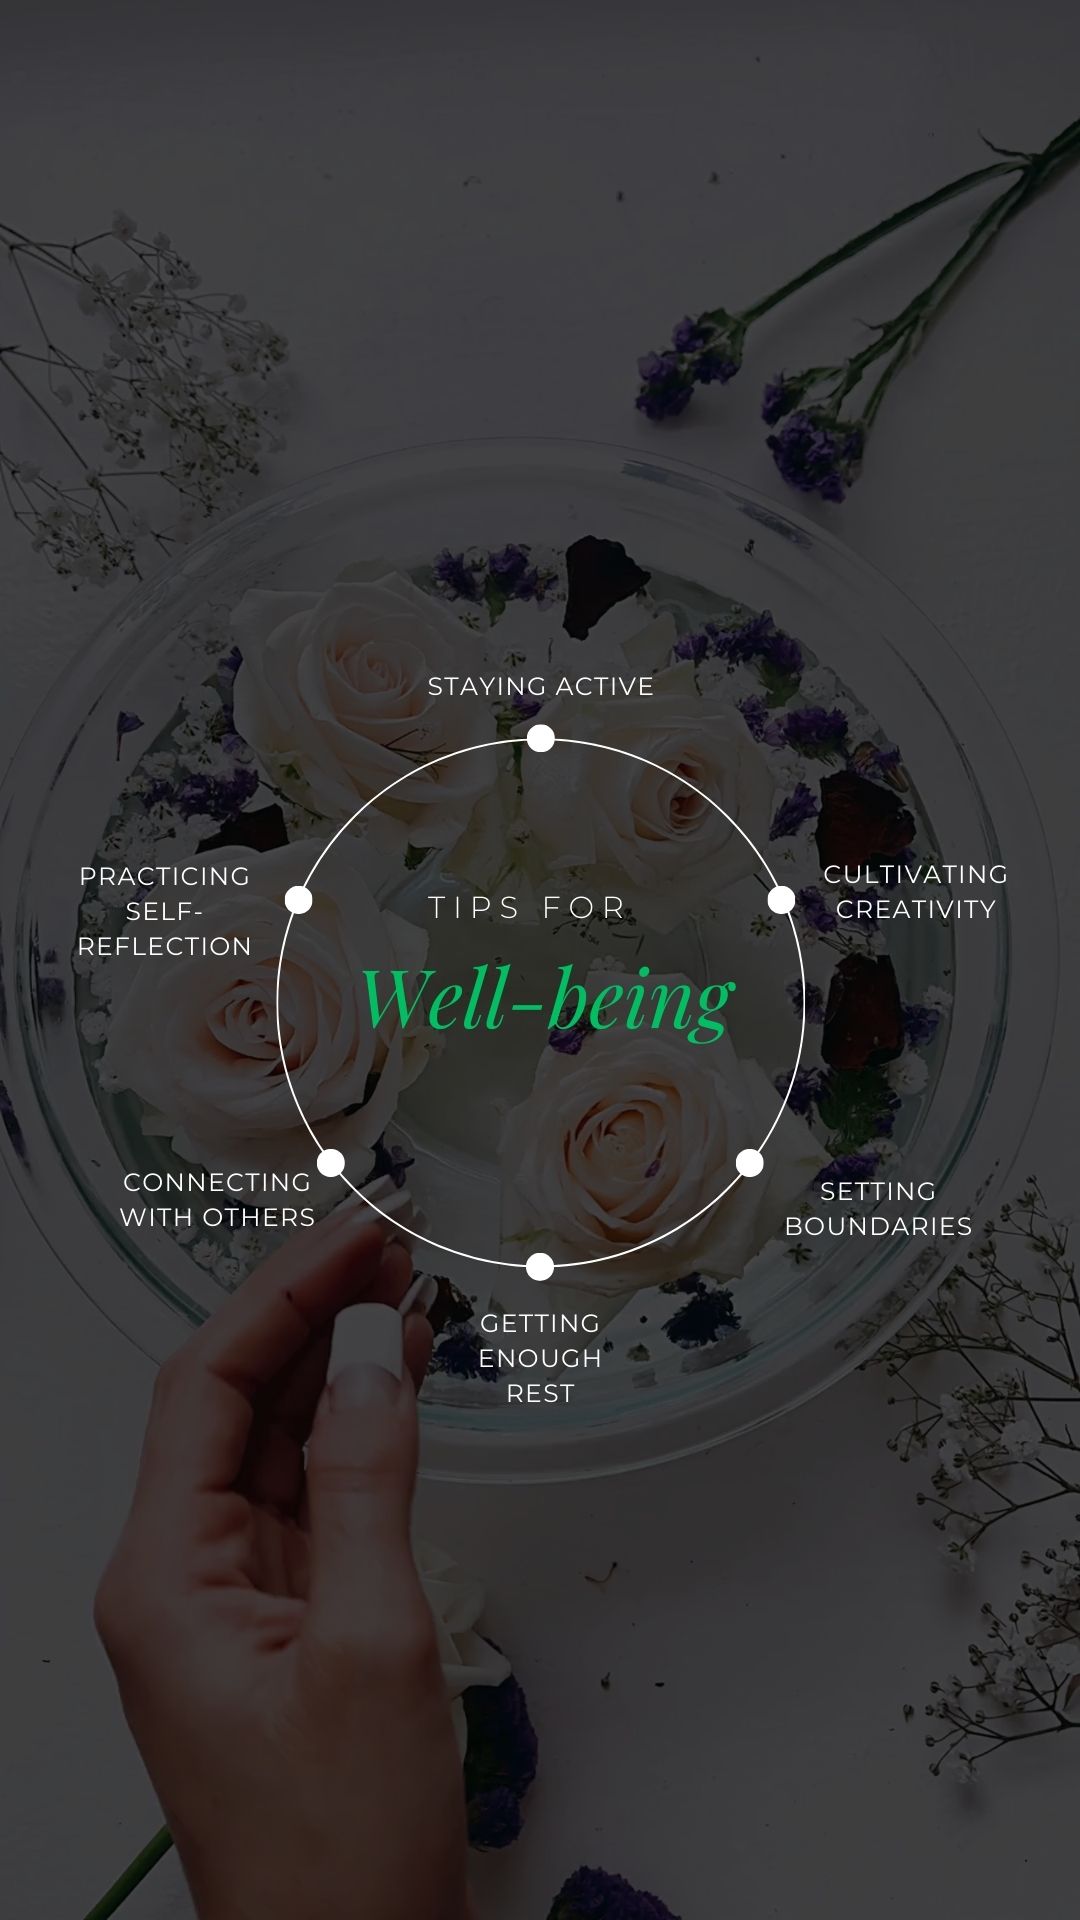 STAYING ACTIVE
PRACTICING
SELF-
REFLECTION
CULTIVATING
CREATIVITY
TIPS FOR
Well-being
CONNECTING
WITH OTHERS
SETTING
BOUNDARIES
GETTING
ENOUGH
REST